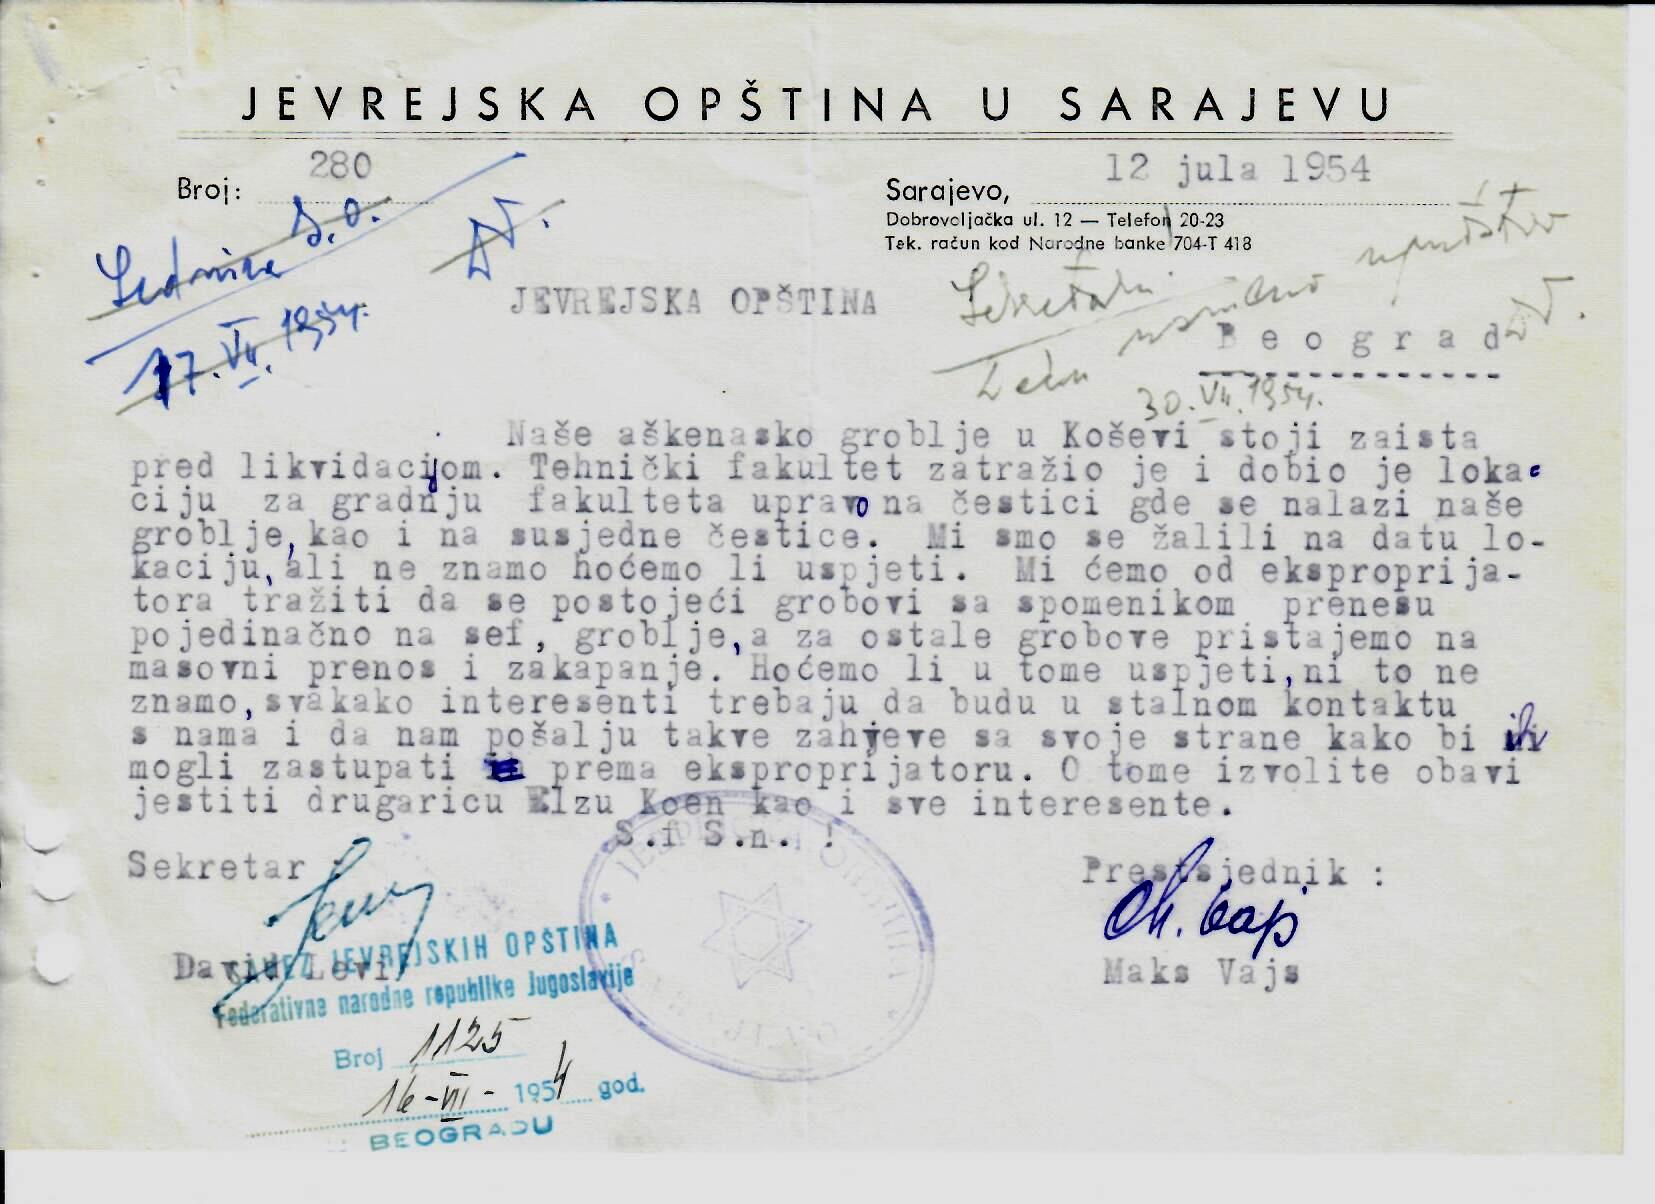 JEVREJSKA OPŠTINA U SARAJEVU
Broj: 280
12 jula 1954
Sarajevo,
Dobrovoljačka ul. 12 — Telefon 20-23
Tek. račun kod Narodne banke 704-T 418
Sednica I.O.
17.VII.1954.
JEVREJSKA OPŠTINA
Beograd
30.VII.1954.
Naše aškenasko groblje u Koševi stoji zaista
pred likvidacijom. Tehnički fakultet zatražio je i dobio je loka-
ciju za gradnju fakulteta upravo na čestici gde se nalazi naše
groblje, kao i na susjedne čestice. Mi smo se žalili na datu lo-
kaciju, ali ne znamo hoćemo li uspjeti. Mi ćemo od eksproprija-
tora tražiti da se postojeći grobovi sa spomenikom prenesu
pojedinačno na sef, groblje, a za ostale grobove pristajemo na
masovni prenos i zakapanje. Hoćemo li u tome uspjeti, ni to ne
znamo, svakako interesenti trebaju da budu u stalnom kontaktu
s nama i da nam pošalju takve zahjeve sa svoje strane kako bi ih
mogli zastupati prema eksproprijatoru. O tome izvolite obavi
jestiti drugaricu Elzu Koen kao i sve interesente.
S.f S.n. !
Sekretar
Prestsjednik :
M. Vajs
David Levi
Maks Vajs
SAVEZ JEVREJSKIH OPŠTINA
Federativne narodne republike Jugoslavije
Broj 1125
16-VII- 1954 god.
BEOGRADU